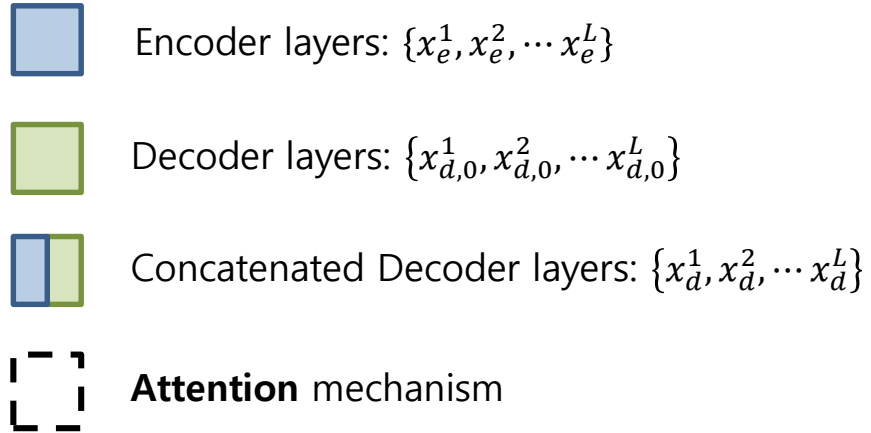 Encoder layers: {x_e^1, x_e^2, ⋯ x_e^L}
Decoder layers: {x_{d,0}^1, x_{d,0}^2, ⋯ x_{d,0}^L}
Concatenated Decoder layers: {x_d^1, x_d^2, ⋯ x_d^L}
Attention mechanism